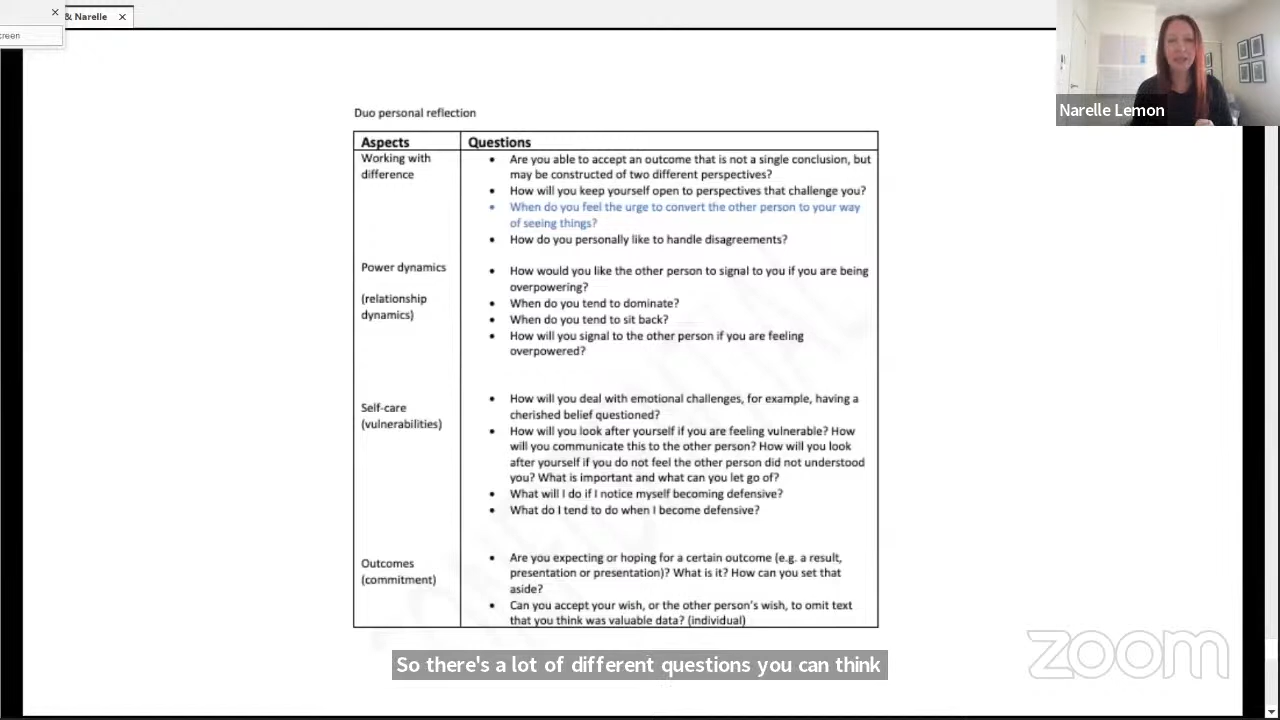 & Narelle
creen
Narelle Lemon
Duo personal reflection
Aspects
Questions
Working with
difference
• Are you able to accept an outcome that is not a single conclusion, but
may be constructed of two different perspectives?
• How will you keep yourself open to perspectives that challenge you?
• When do you feel the urge to convert the other person to your way
of seeing things?
• How do you personally like to handle disagreements?
Power dynamics
(relationship
dynamics)
• How would you like the other person to signal to you if you are being
overpowering?
• When do you tend to dominate?
• When do you tend to sit back?
• How will you signal to the other person if you are feeling
overpowered?
Self-care
(vulnerabilities)
• How will you deal with emotional challenges, for example, having a
cherished belief questioned?
• How will you look after yourself if you are feeling vulnerable? How
will you communicate this to the other person? How will you look
after yourself if you do not feel the other person did not understood
you? What is important and what can you let go of?
• What will I do if I notice myself becoming defensive?
• What do I tend to do when I become defensive?
Outcomes
(commitment)
• Are you expecting or hoping for a certain outcome (e.g. a result,
presentation or presentation)? What is it? How can you set that
aside?
• Can you accept your wish, or the other person's wish, to omit text
that you think was valuable data? (individual)
So there's a lot of different questions you can think
zoom